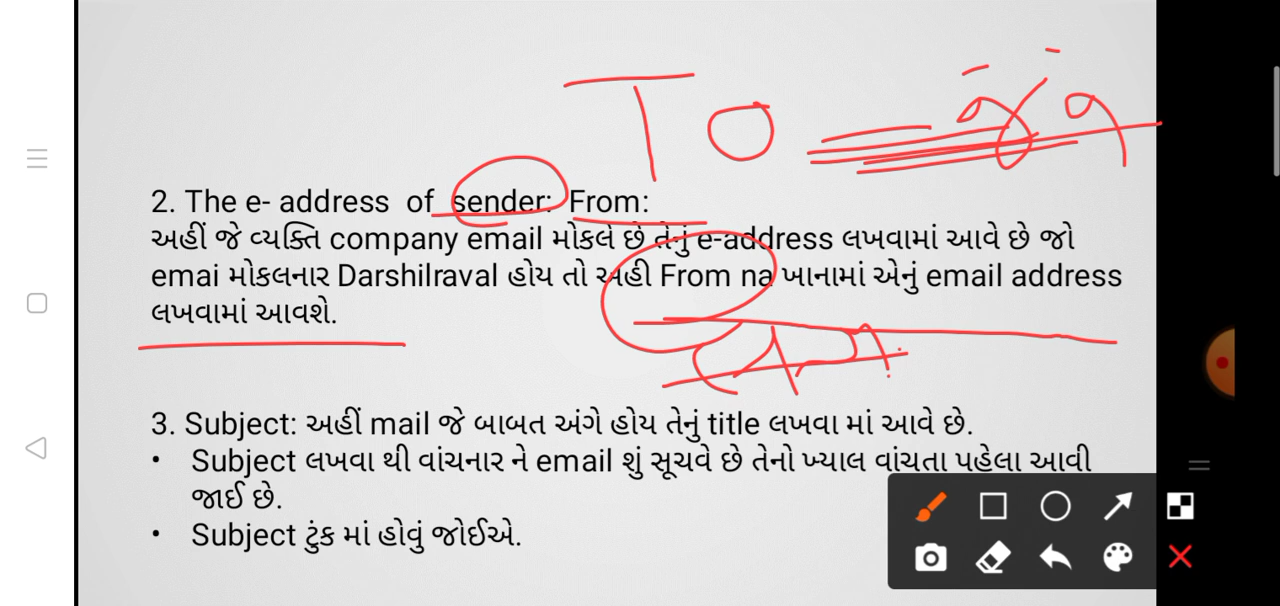 To
2. The e- address of sender: From:
અહીં જે વ્યક્તિ company email મોકલે છે તેનું e-address લખવામાં આવે છે જો
emai મોકલનાર Darshilraval હોય તો અહી From na ખાનામાં એનું email address
લખવામાં આવશે.
3. Subject: અહીં mail જે બાબત અંગે હોય તેનું title લખવા માં આવે છે.
• Subject લખવા થી વાંચનાર ને email શું સૂચવે છે તેનો ખ્યાલ વાંચતા પહેલા આવી
જાઈ છે.
• Subject ટુંક માં હોવું જોઈએ.